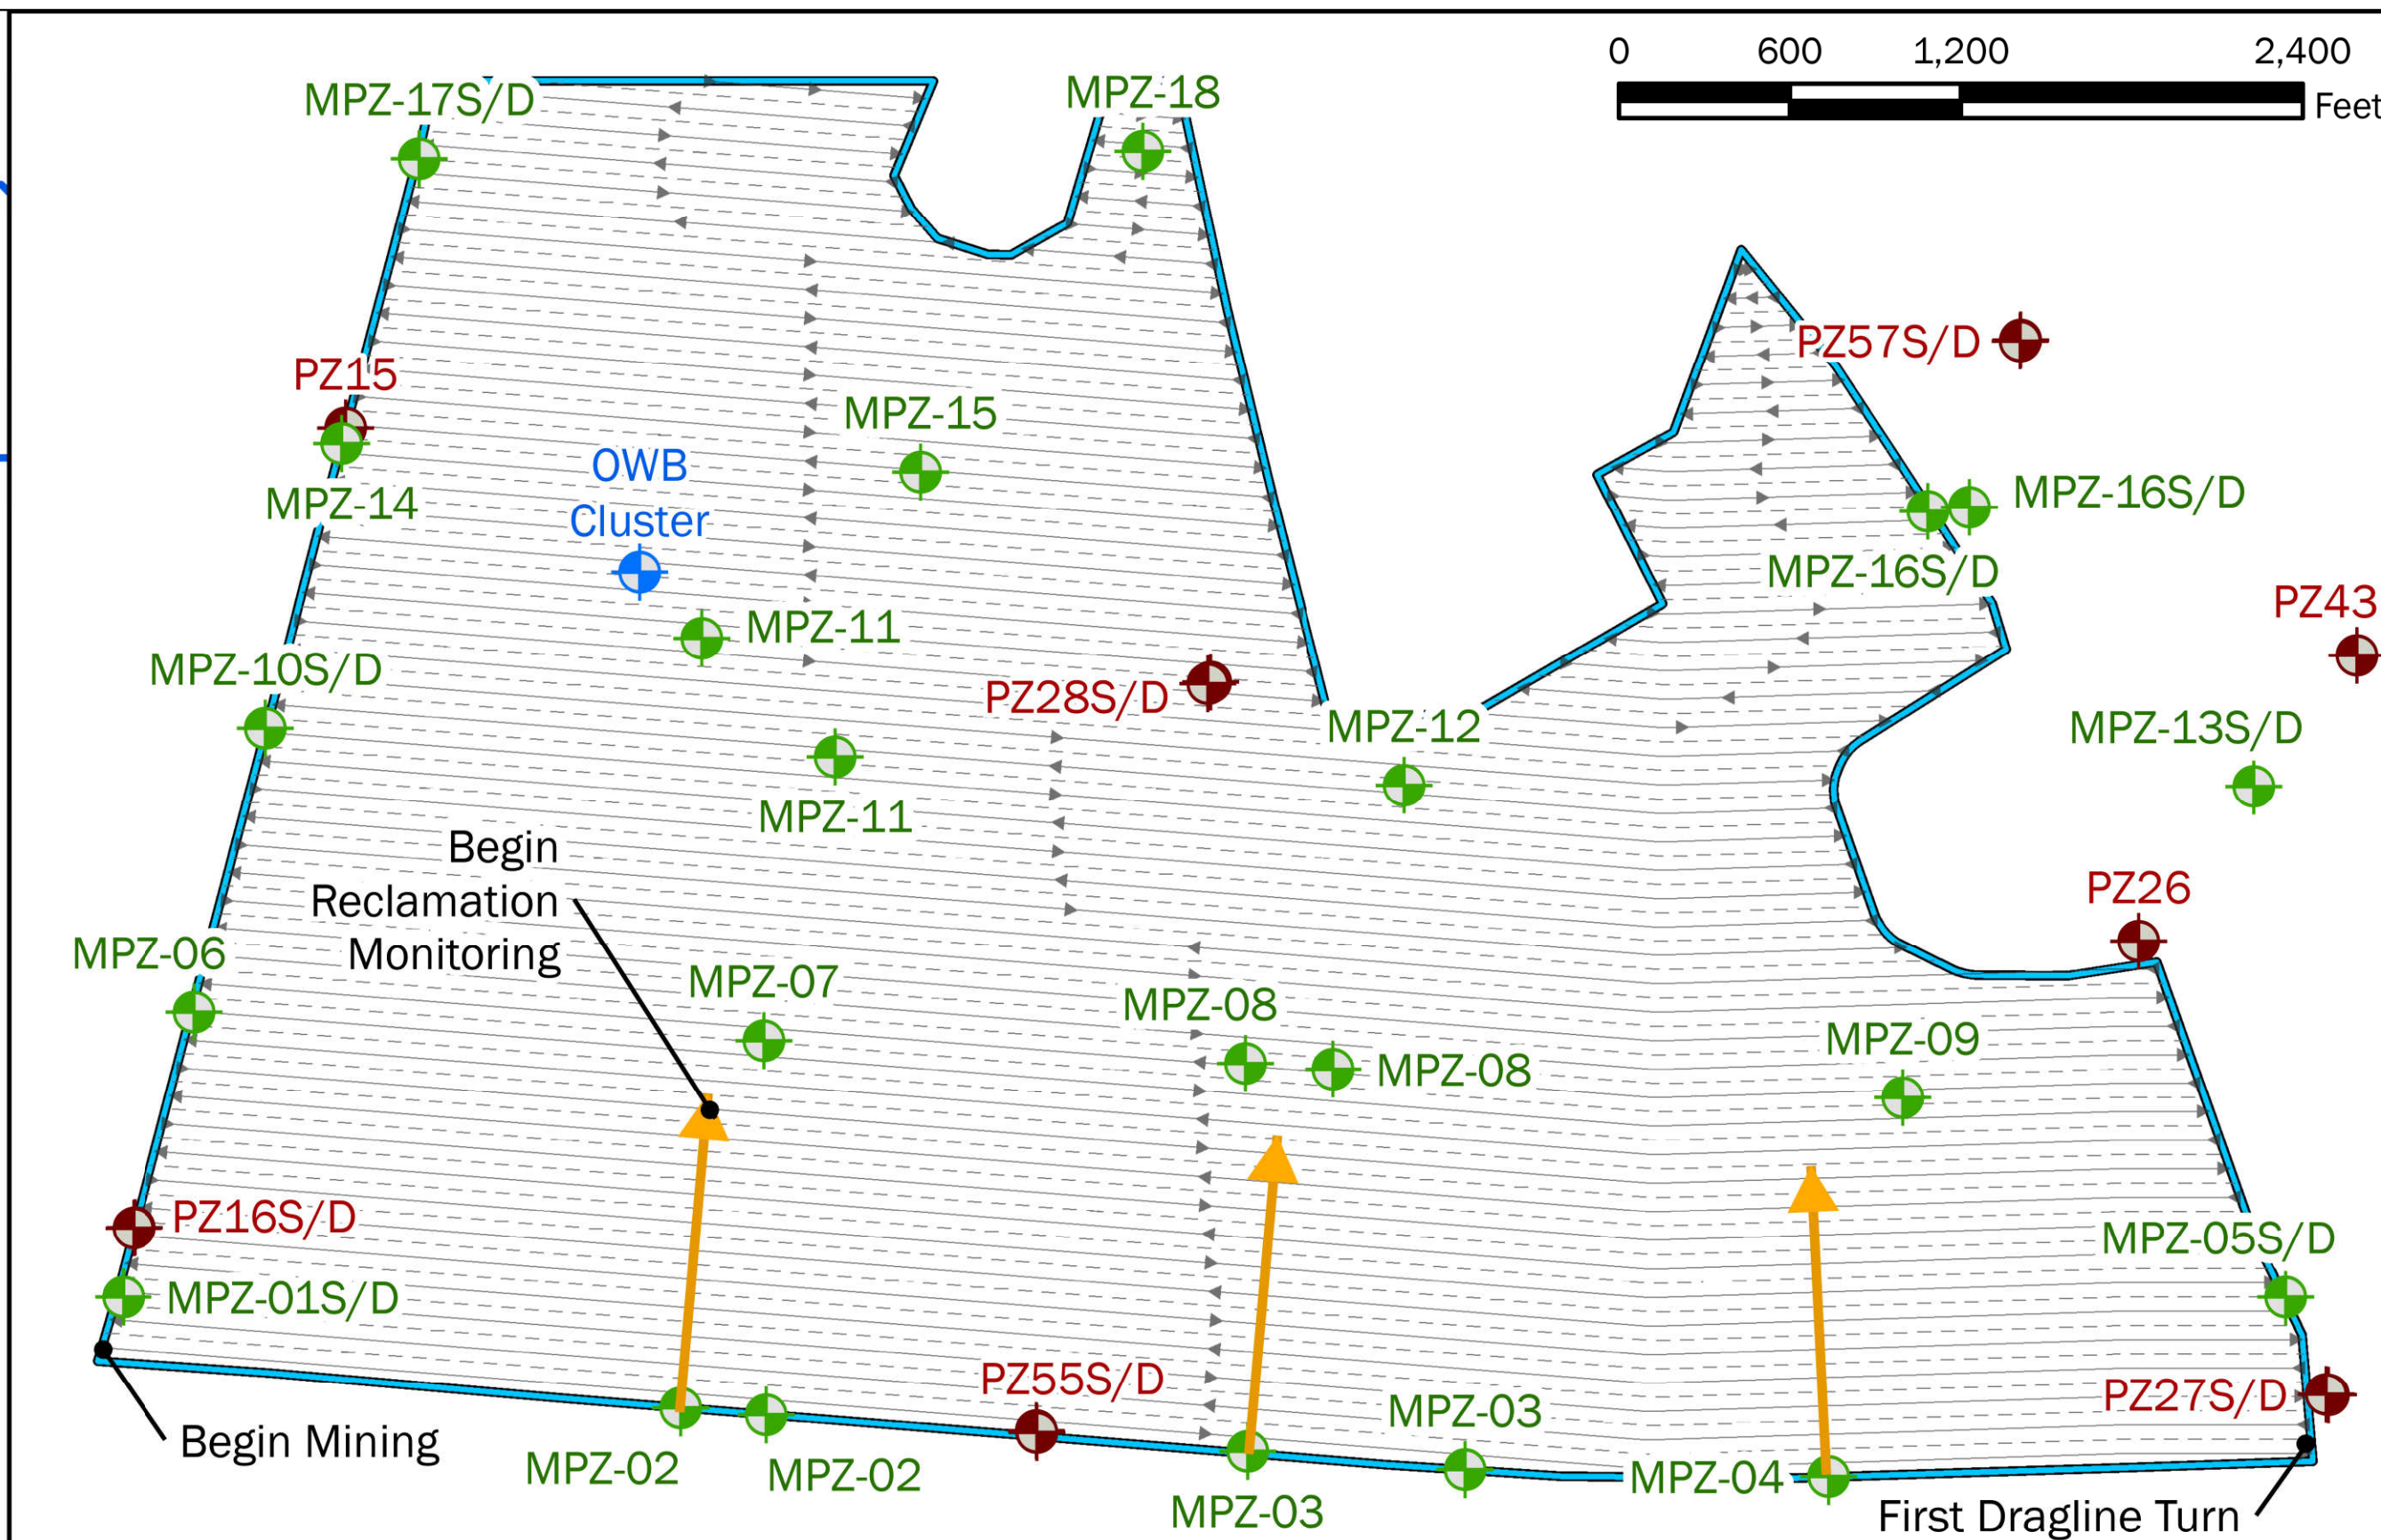 0 600 1,200 2,400
Feet
MPZ-17S/D
MPZ-18
PZ57S/D
PZ15
MPZ-15
OWB
Cluster
MPZ-14
MPZ-16S/D
MPZ-16S/D
PZ43
MPZ-11
MPZ-10S/D
PZ28S/D
MPZ-12
MPZ-13S/D
MPZ-11
Begin
Reclamation
Monitoring
PZ26
MPZ-06
MPZ-07
MPZ-08
MPZ-09
MPZ-08
PZ16S/D
MPZ-05S/D
MPZ-01S/D
PZ55S/D
PZ27S/D
MPZ-03
Begin Mining
MPZ-02
MPZ-02
MPZ-04
MPZ-03
First Dragline Turn